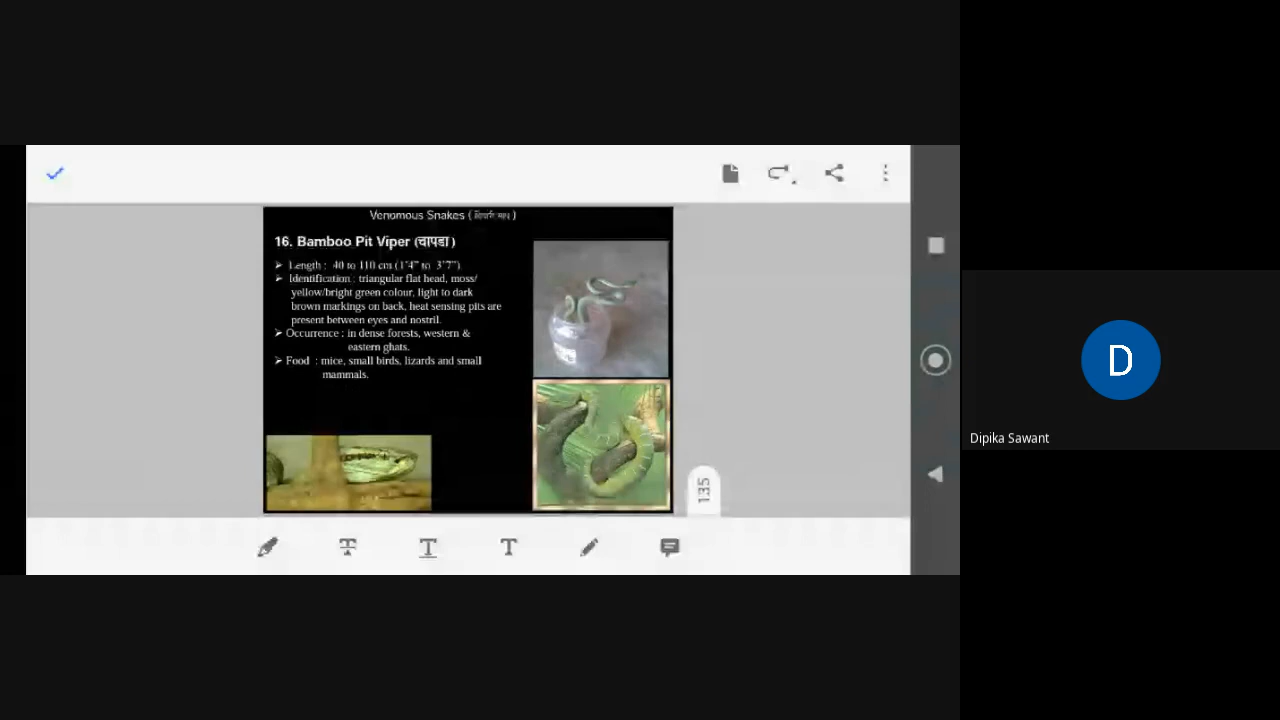 Venomous Snakes (
16. Bamboo Pit Viper (चापडा )
➢ Length : 40 to 110 cm (1'4" to 3'7")
➢ Identification : triangular flat head, moss/
yellow/bright green colour, light to dark
brown markings on back, heat sensing pits are
present between eyes and nostril.
➢ Occurrence : in dense forests, western &
eastern ghats.
➢ Food : mice, small birds, lizards and small
mammals.
135
D
Dipika Sawant